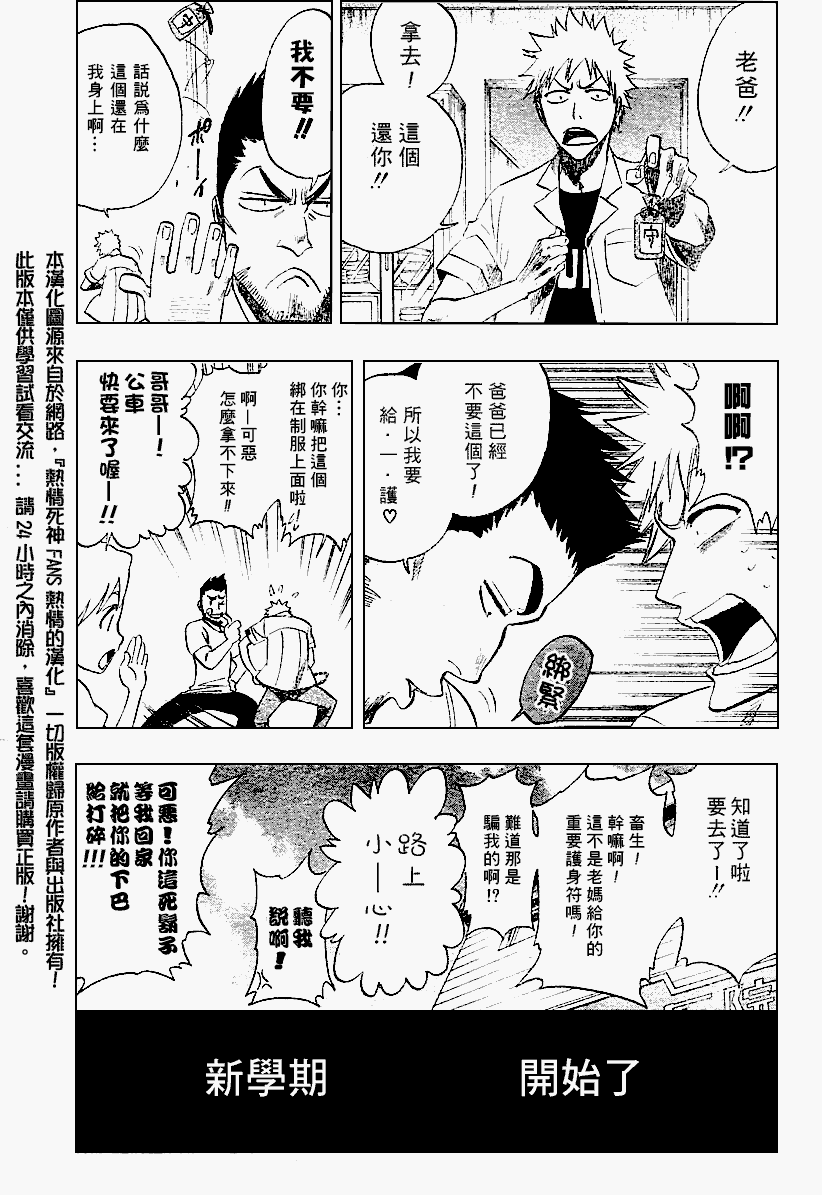 老爸!!
拿去！
這個
還你!!
守
我不要!!
ポーイ
話說為什麼
這個還在
我身上啊…
啊啊!?
爸爸已經
不要這個了！
所以我要
給．一．護♡
綁緊
你…
你幹嘛把這個
綁在制服上面啦！
啊－可惡
怎麼拿不下來!!
哥哥－！
公車
快要來了喔－!!
知道了啦
要去了－!!
畜生！
幹嘛啊！
這不是老媽給你的
重要護身符嗎！
難道那是
騙我的啊!?
路上
小－心!!
聽我
說啊！
可惡！你這死鬍子
等我回家
就把你的下巴
給打碎!!!
院
新學期
開始了
本漢化圖源來自於網路，『熱情死神 FANS 熱情的漢化』一切版權歸原作者與出版社擁有！
此版本僅供學習試看交流... 請 24 小時之內消除，喜歡這套漫畫請購買正版！謝謝。